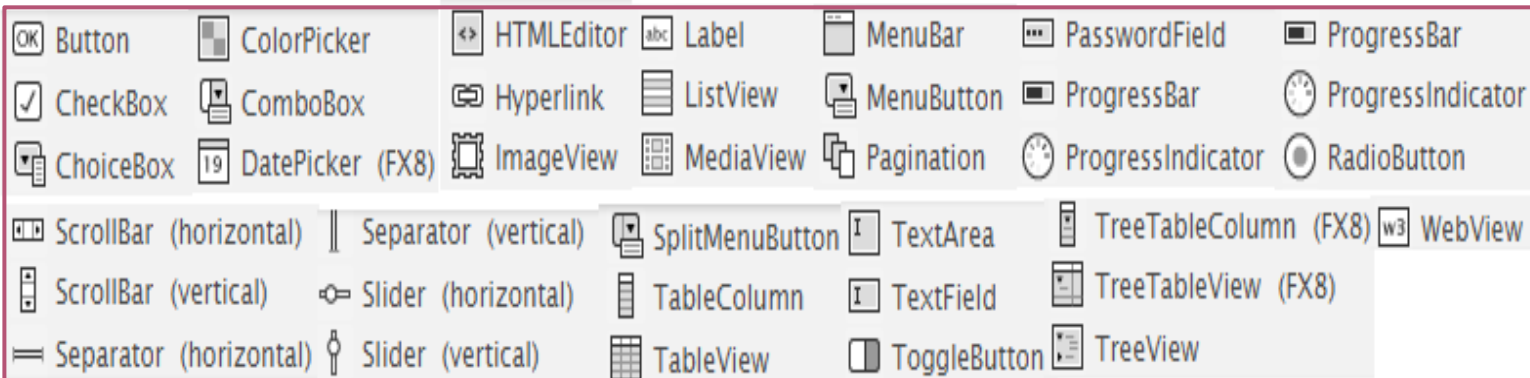 OK Button ColorPicker <> HTMLEditor abc Label MenuBar PasswordField ProgressBar
CheckBox ComboBox Hyperlink ListView MenuButton ProgressBar ProgressIndicator
ChoiceBox 19 DatePicker (FX8) ImageView MediaView Pagination ProgressIndicator RadioButton
ScrollBar (horizontal) Separator (vertical) SplitMenuButton I TextArea TreeTableColumn (FX8) w3 WebView
ScrollBar (vertical) Slider (horizontal) TableColumn I TextField TreeTableView (FX8)
Separator (horizontal) Slider (vertical) TableView ToggleButton TreeView